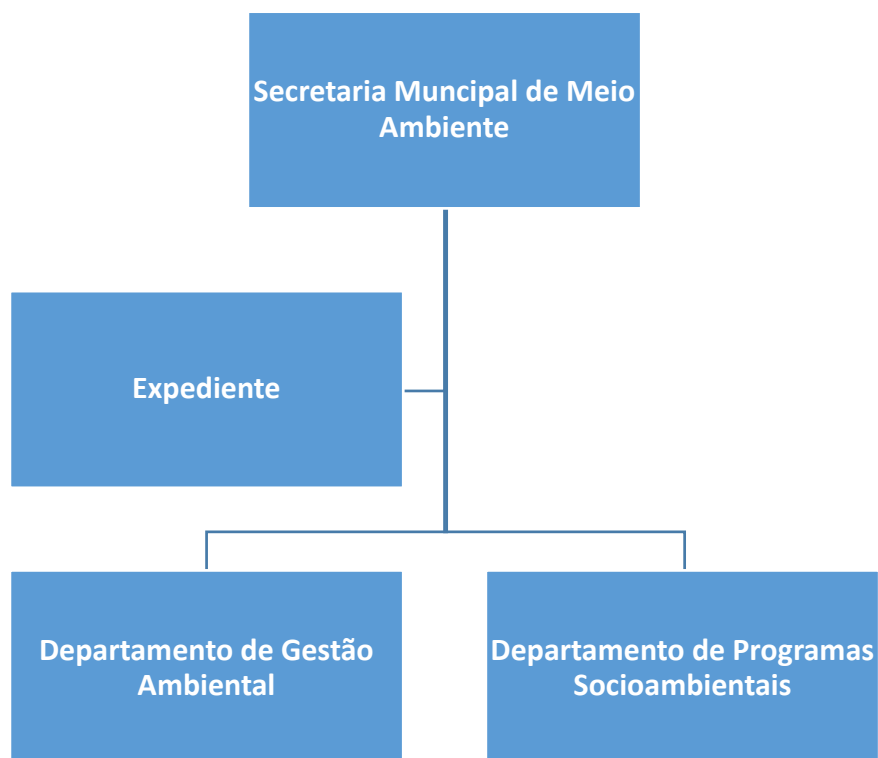 Secretaria Muncipal de Meio
Ambiente
Expediente
Departamento de Gestão
Ambiental
Departamento de Programas
Socioambientais